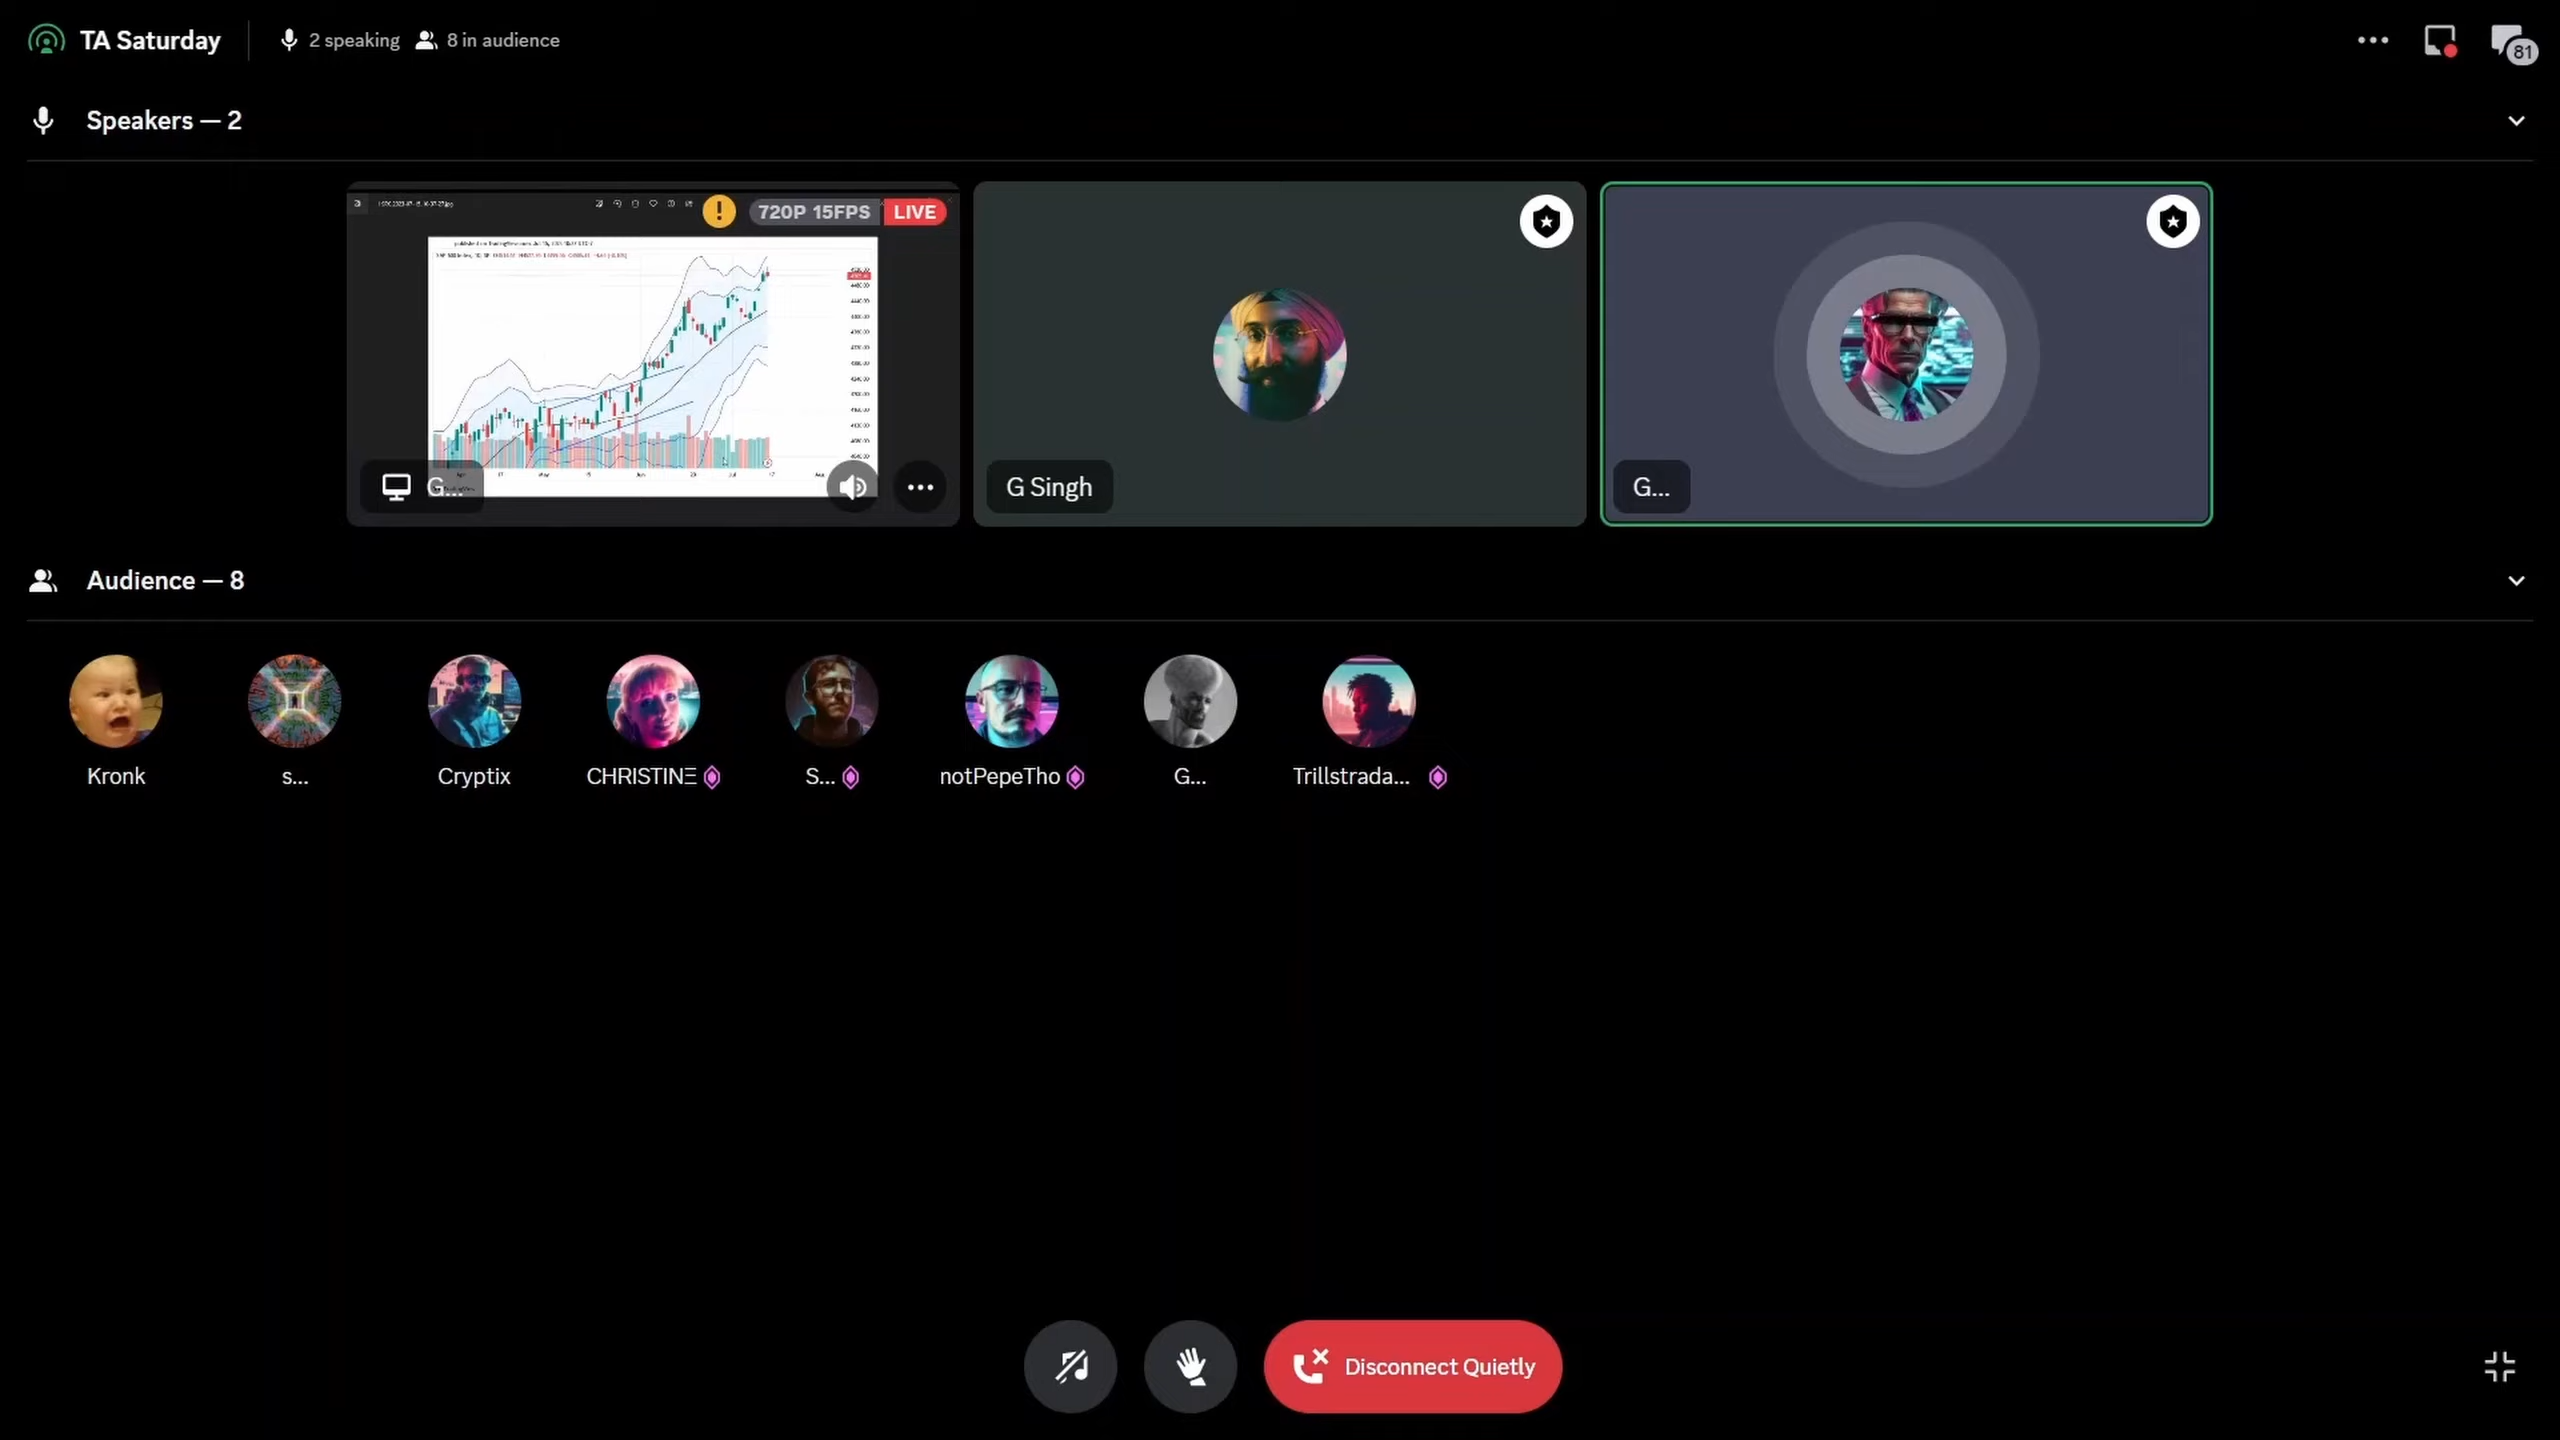 TA Saturday
2 speaking
8 in audience
81
Speakers — 2
720P 15FPS
LIVE
G...
G Singh
G...
Audience — 8
Kronk
s...
Cryptix
CHRISTINΞ
S...
notPepeTho
G...
Trillstrada...
Disconnect Quietly